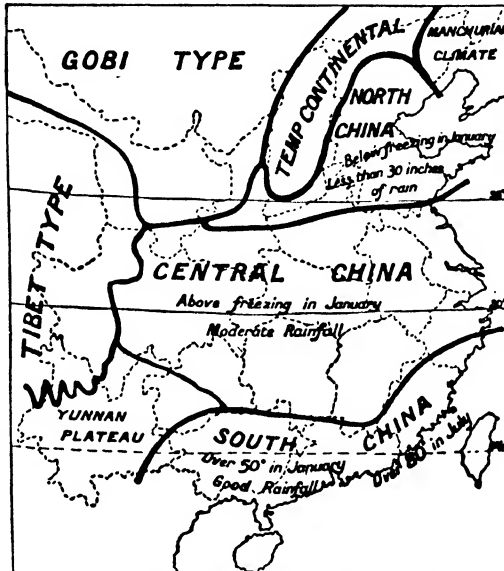 GOBI TYPE
MANCHURIAN
CLIMATE
TEMP CONTINENTAL
NORTH
CHINA
Below freezing in January
Less than 30 inches
of rain
TIBET TYPE
CENTRAL CHINA
Above freezing in January
Moderate Rainfall
YUNNAN
PLATEAU
SOUTH CHINA
Over 50° in January
Good Rainfall
Over 80° in July